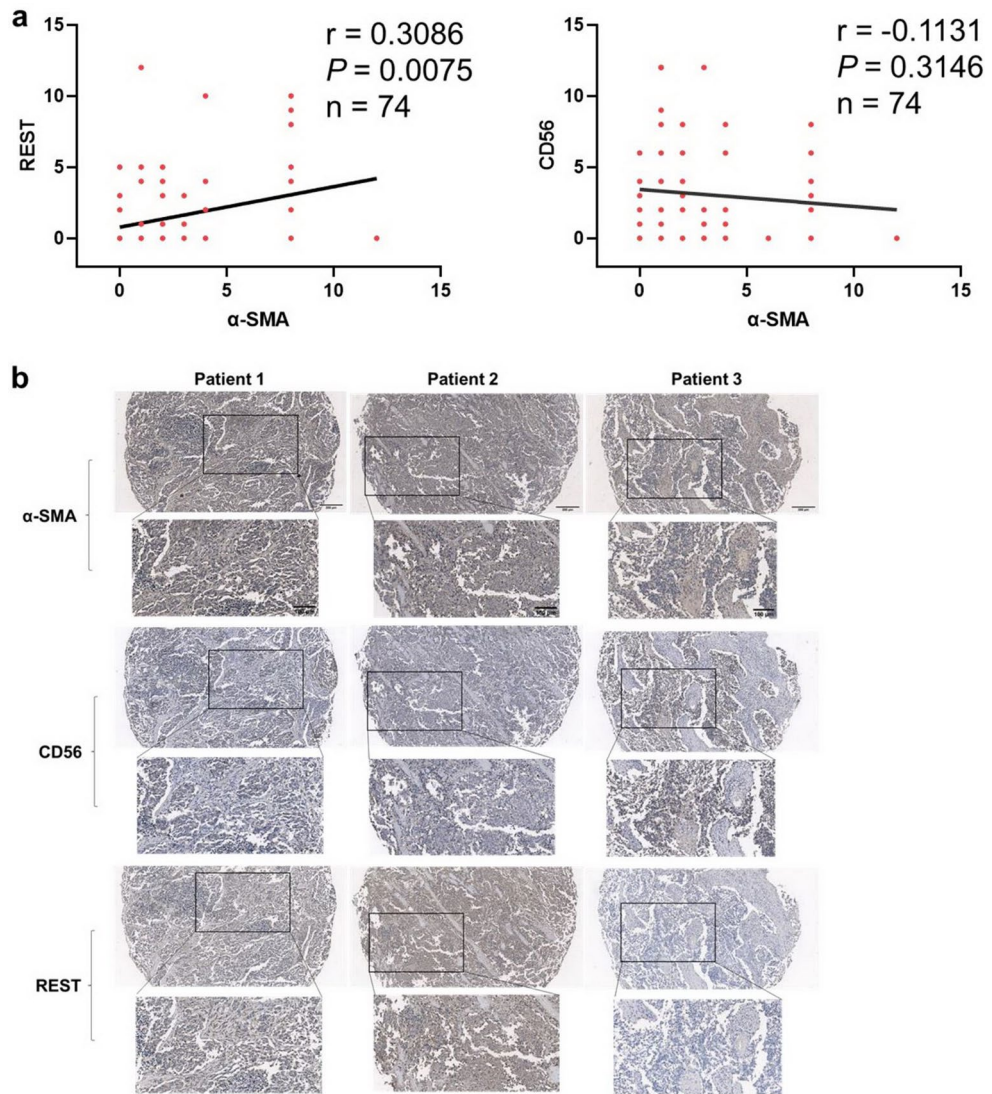 a
15
10
5
0
REST
r = 0.3086
P = 0.0075
n = 74
0
5
10
15
α-SMA
15
10
5
0
CD56
r = -0.1131
P = 0.3146
n = 74
0
5
10
15
α-SMA
b
Patient 1
Patient 2
Patient 3
α-SMA
100 μm
CD56
REST